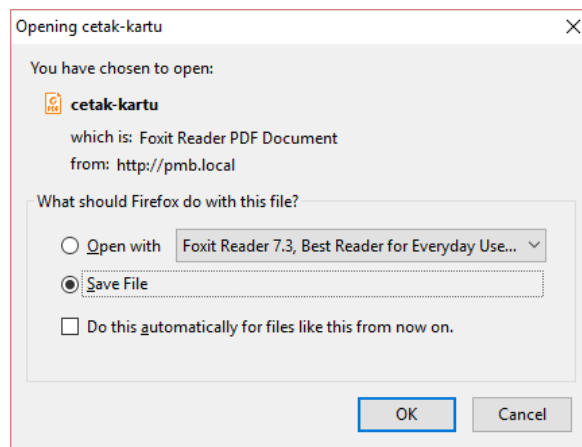 Opening cetak-kartu
You have chosen to open:
cetak-kartu
which is: Foxit Reader PDF Document
from: http://pmb.local
What should Firefox do with this file?
Open with
Foxit Reader 7.3, Best Reader for Everyday Use...
Save File
Do this automatically for files like this from now on.
OK
Cancel